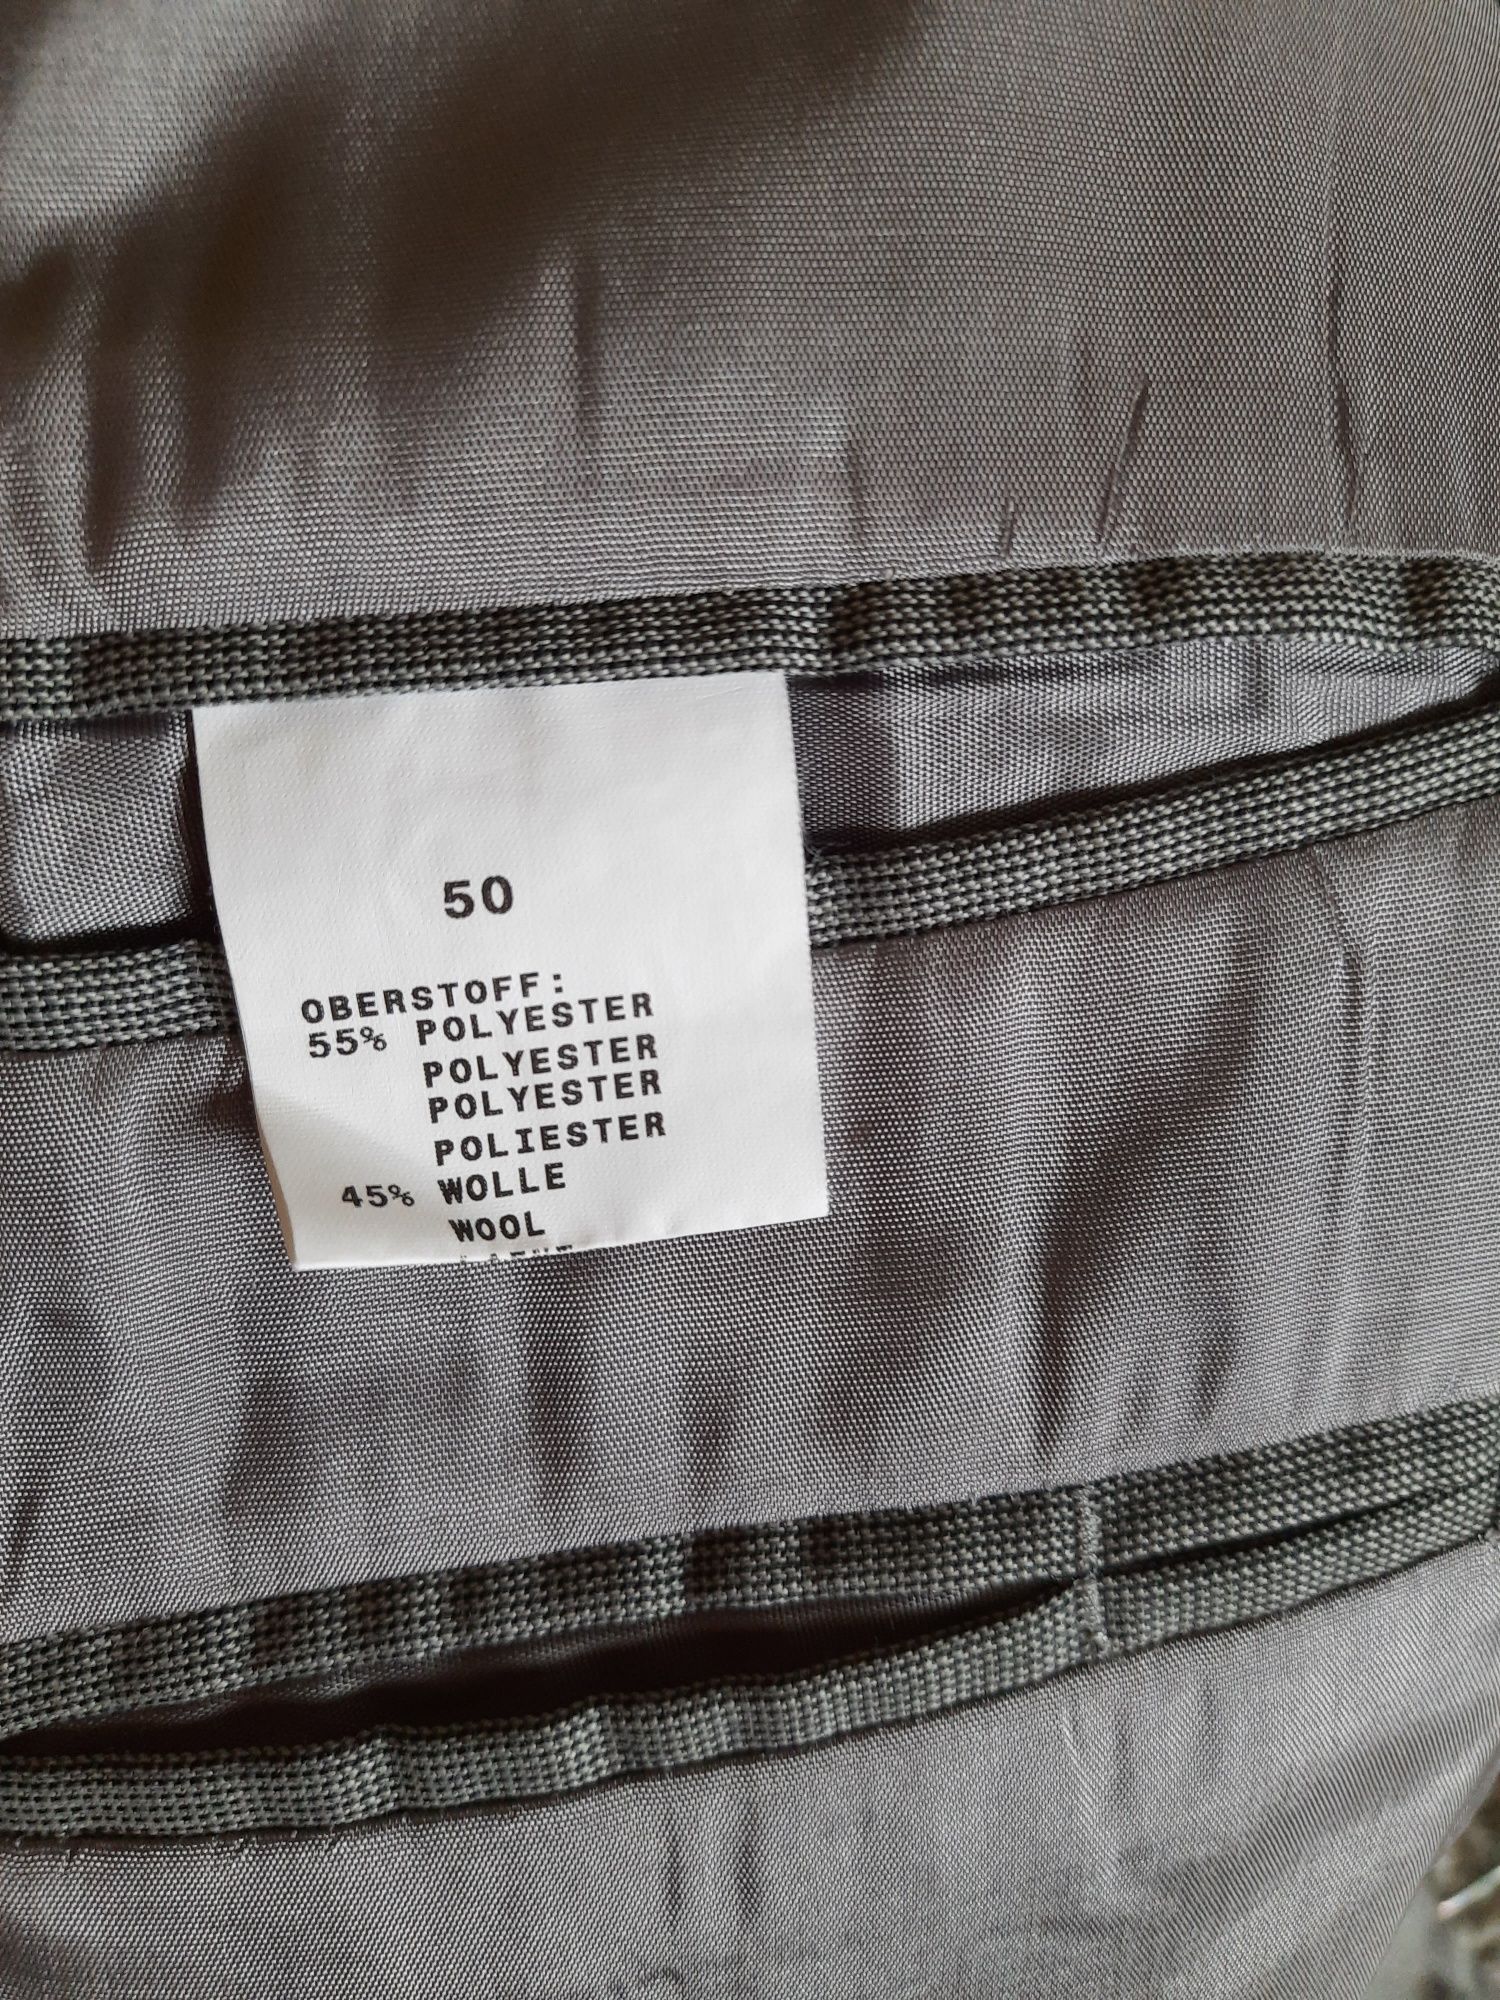 50
OBERSTOFF:
55% POLYESTER
POLYESTER
POLYESTER
POLIESTER
45% WOLLE
WOOL